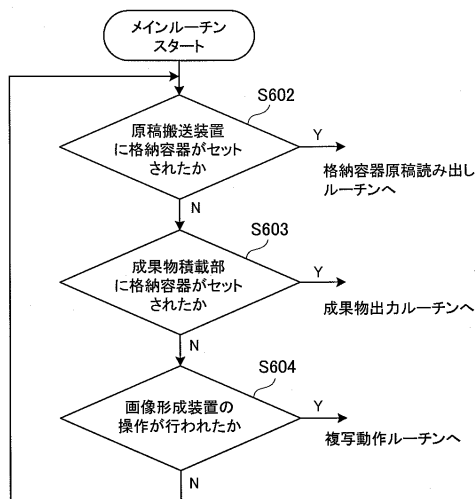 メインルーチン
スタート
S602
原稿搬送装置
に格納容器がセット
されたか
Y
格納容器原稿読み出し
ルーチンへ
N
S603
成果物積載部
に格納容器がセット
されたか
Y
成果物出力ルーチンへ
N
S604
画像形成装置の
操作が行われたか
Y
複写動作ルーチンへ
N